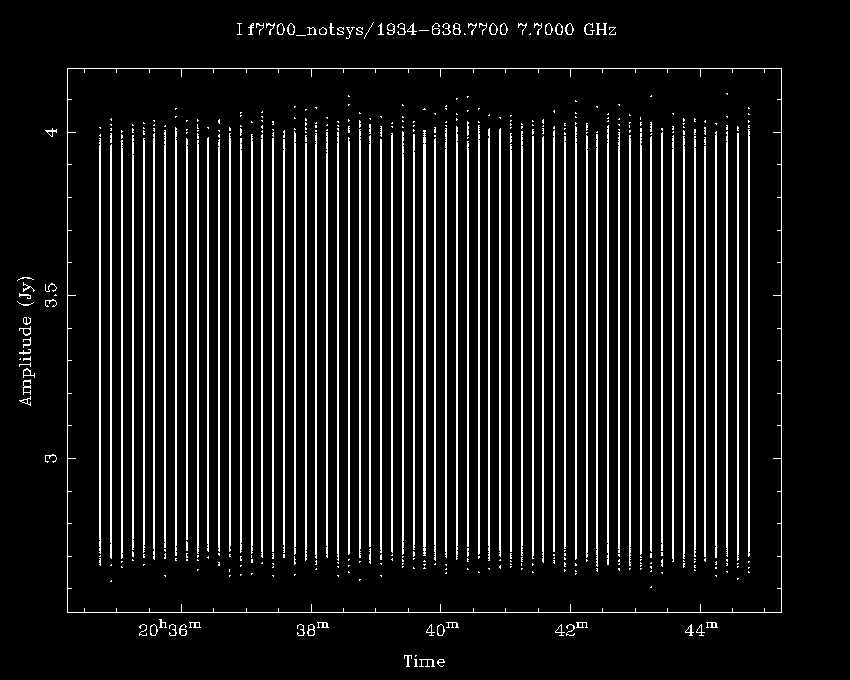 I f7700_notsys/1934−638.7700 7.7000 GHz
4
3.5
3
Amplitude (Jy)
20ʰ36ᵐ 38ᵐ 40ᵐ 42ᵐ 44ᵐ
Time